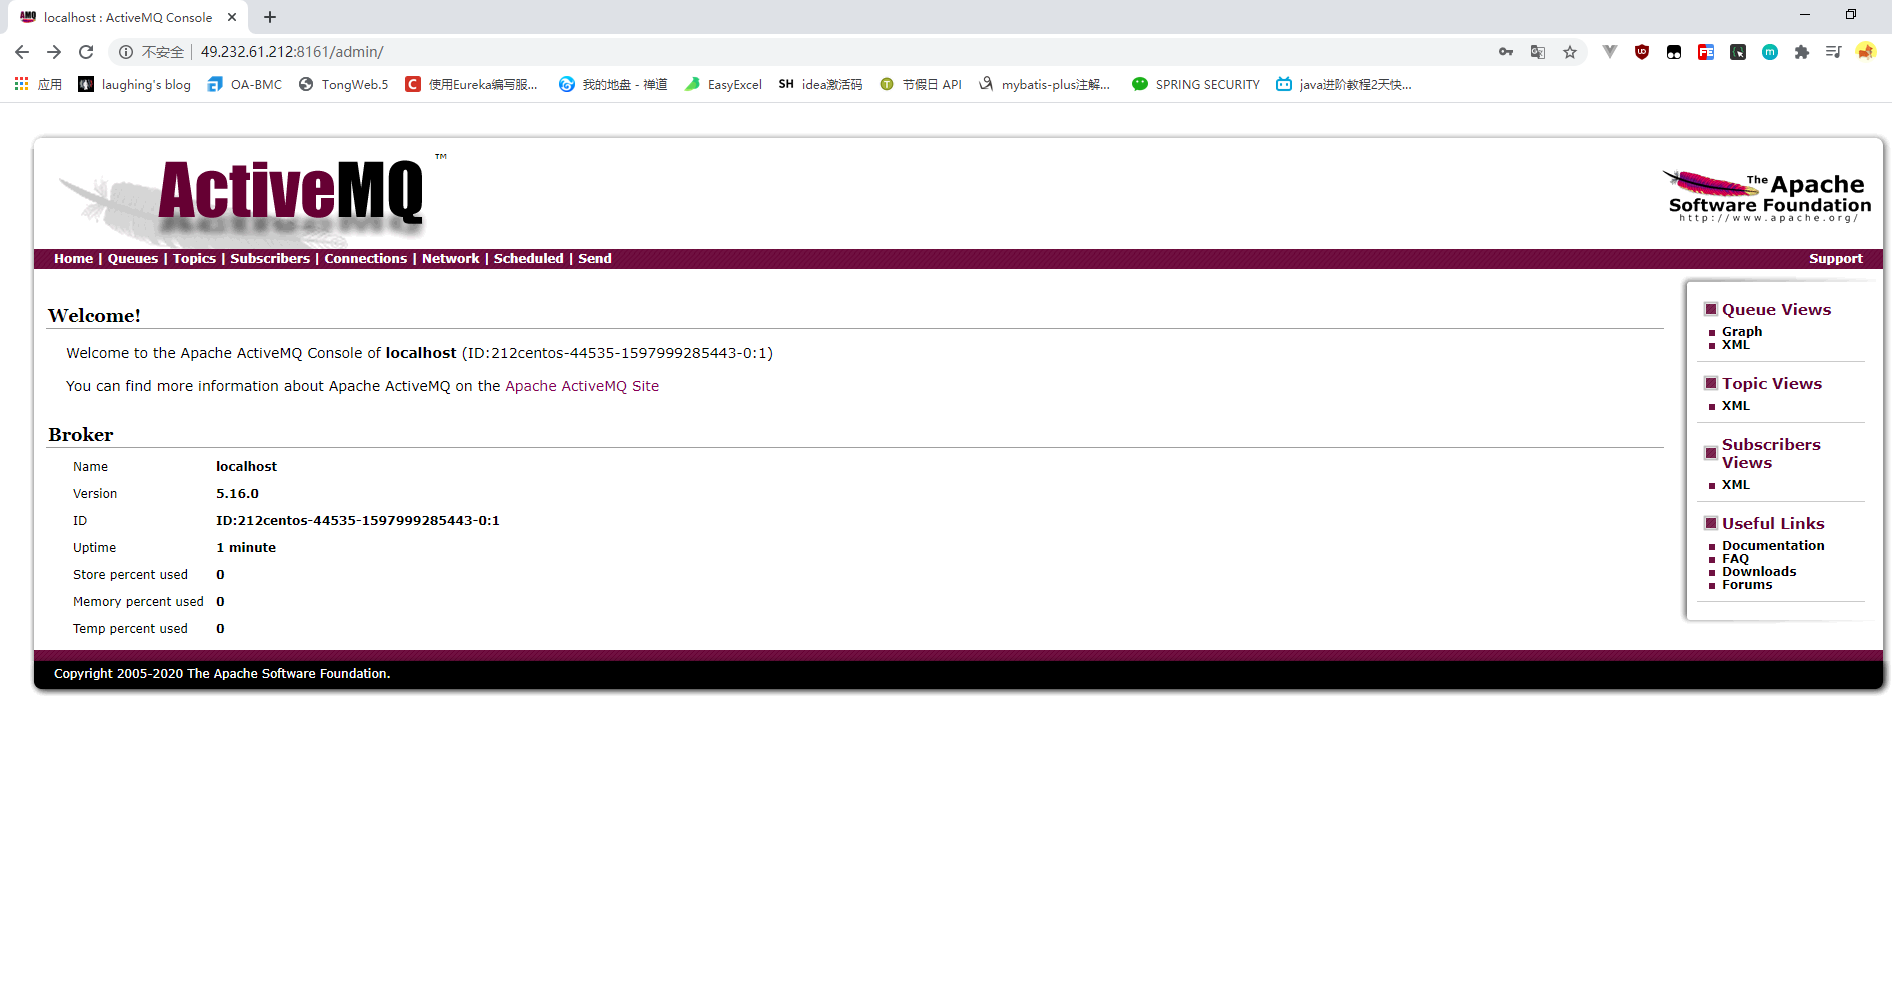 localhost : ActiveMQ Console
不安全 | 49.232.61.212:8161/admin/
应用 laughing's blog OA-BMC TongWeb.5 使用Eureka编写服... 我的地盘 - 禅道 EasyExcel SH idea激活码 节假日 API mybatis-plus注解... SPRING SECURITY java进阶教程2天快...
ActiveMQ ™
The Apache
Software Foundation
http://www.apache.org/
Home | Queues | Topics | Subscribers | Connections | Network | Scheduled | Send
Support
Welcome!
Welcome to the Apache ActiveMQ Console of localhost (ID:212centos-44535-1597999285443-0:1)
You can find more information about Apache ActiveMQ on the Apache ActiveMQ Site
Broker
Name localhost
Version 5.16.0
ID ID:212centos-44535-1597999285443-0:1
Uptime 1 minute
Store percent used 0
Memory percent used 0
Temp percent used 0
Queue Views
Graph
XML
Topic Views
XML
Subscribers
Views
XML
Useful Links
Documentation
FAQ
Downloads
Forums
Copyright 2005-2020 The Apache Software Foundation.